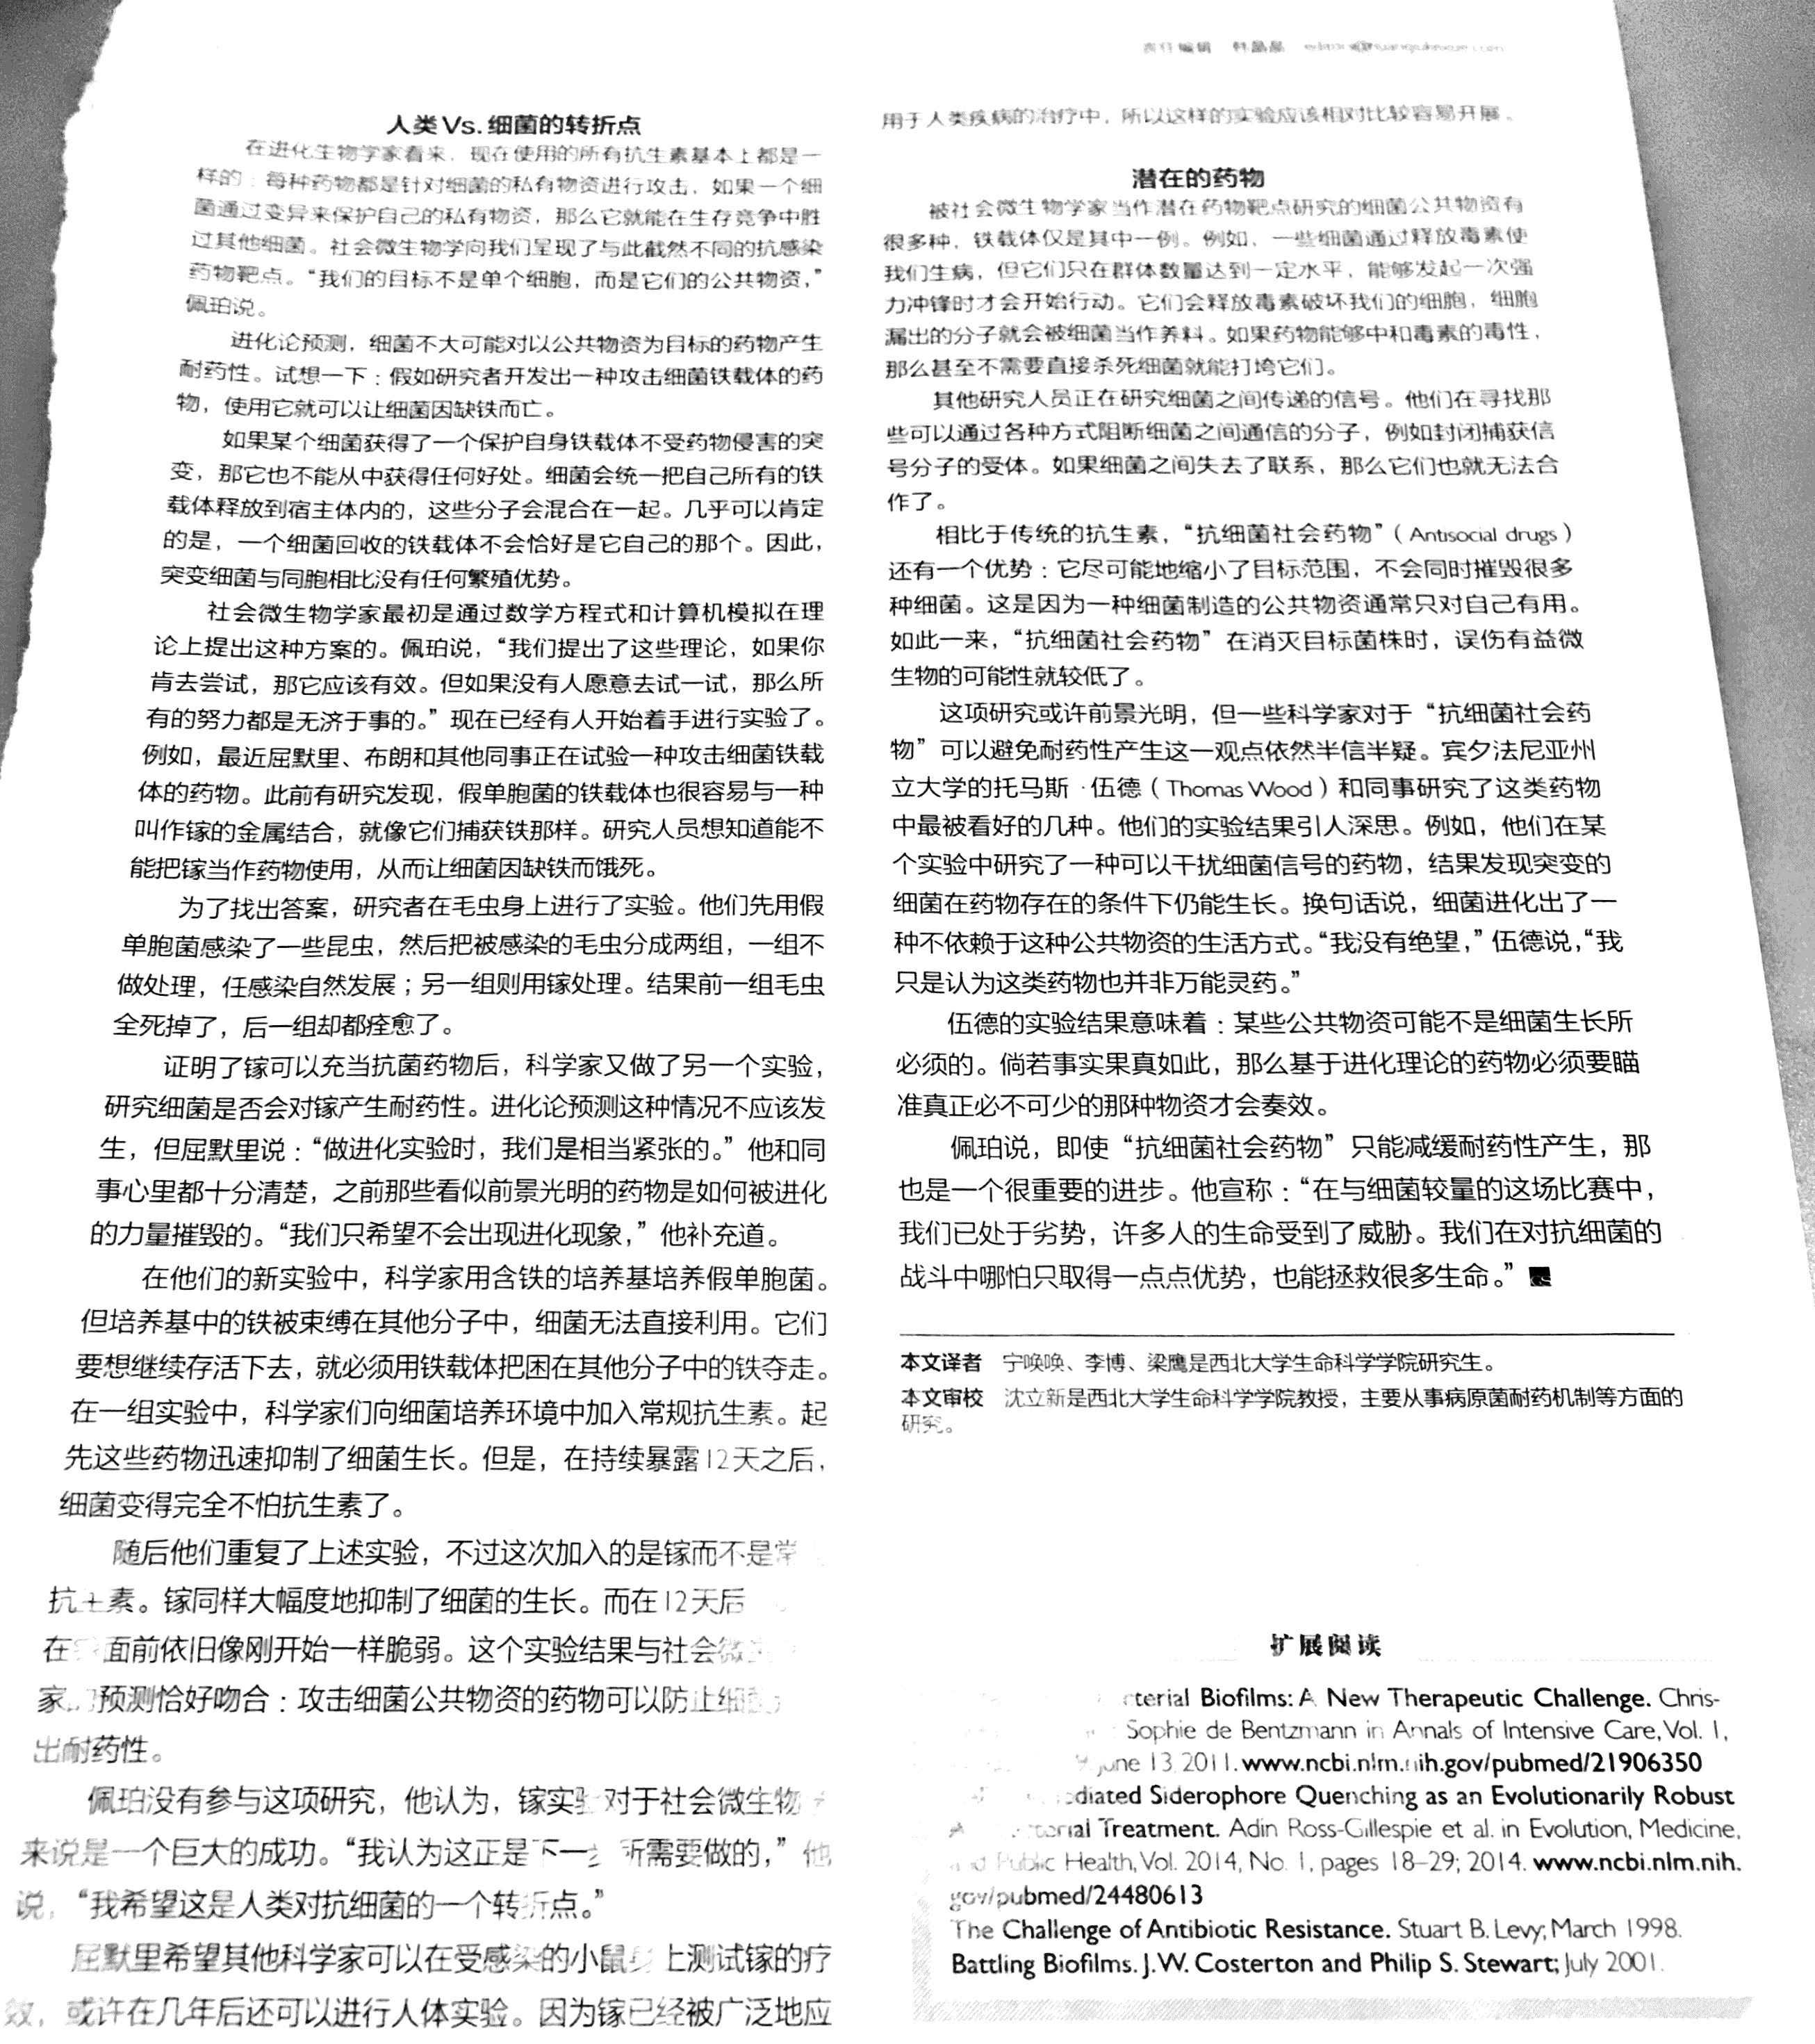 责任编辑 韩晶晶
人类Vs.细菌的转折点
在进化生物学家看来，现在使用的所有抗生素基本上都是一
样的：每种药物都是针对细菌的私有物资进行攻击，如果一个细
菌通过变异来保护自己的私有物资，那么它就能在生存竞争中胜
过其他细菌。社会微生物学向我们呈现了与此截然不同的抗感染
药物靶点。“我们的目标不是单个细胞，而是它们的公共物资，”
佩珀说。
进化论预测，细菌不大可能对以公共物资为目标的药物产生
耐药性。试想一下：假如研究者开发出一种攻击细菌铁载体的药
物，使用它就可以让细菌因缺铁而亡。
如果某个细菌获得了一个保护自身铁载体不受药物侵害的突
变，那它也不能从中获得任何好处。细菌会统一把自己所有的铁
载体释放到宿主体内的，这些分子会混合在一起。几乎可以肯定
的是，一个细菌回收的铁载体不会恰好是它自己的那个。因此，
突变细菌与同胞相比没有任何繁殖优势。
社会微生物学家最初是通过数学方程式和计算机模拟在理
论上提出这种方案的。佩珀说，“我们提出了这些理论，如果你
肯去尝试，那它应该有效。但如果没有人愿意去试一试，那么所
有的努力都是无济于事的。”现在已经有人开始着手进行实验了。
例如，最近屈默里、布朗和其他同事正在试验一种攻击细菌铁载
体的药物。此前有研究发现，假单胞菌的铁载体也很容易与一种
叫作镓的金属结合，就像它们捕获铁那样。研究人员想知道能不
能把镓当作药物使用，从而让细菌因缺铁而饿死。
为了找出答案，研究者在毛虫身上进行了实验。他们先用假
单胞菌感染了一些昆虫，然后把被感染的毛虫分成两组，一组不
做处理，任感染自然发展；另一组则用镓处理。结果前一组毛虫
全死掉了，后一组却都痊愈了。
证明了镓可以充当抗菌药物后，科学家又做了另一个实验，
研究细菌是否会对镓产生耐药性。进化论预测这种情况不应该发
生，但屈默里说：“做进化实验时，我们是相当紧张的。”他和同
事心里都十分清楚，之前那些看似前景光明的药物是如何被进化
的力量摧毁的。“我们只希望不会出现进化现象，”他补充道。
在他们的新实验中，科学家用含铁的培养基培养假单胞菌。
但培养基中的铁被束缚在其他分子中，细菌无法直接利用。它们
要想继续存活下去，就必须用铁载体把困在其他分子中的铁夺走。
在一组实验中，科学家们向细菌培养环境中加入常规抗生素。起
先这些药物迅速抑制了细菌生长。但是，在持续暴露12天之后，
细菌变得完全不怕抗生素了。
随后他们重复了上述实验，不过这次加入的是镓而不是常
抗生素。镓同样大幅度地抑制了细菌的生长。而在12天后
在 面前依旧像刚开始一样脆弱。这个实验结果与社会微生
家 预测恰好吻合：攻击细菌公共物资的药物可以防止细菌
出耐药性。
佩珀没有参与这项研究，他认为，镓实验对于社会微生物
来说是一个巨大的成功。“我认为这正是下一步所需要做的，”他
说，“我希望这是人类对抗细菌的一个转折点。”
屈默里希望其他科学家可以在受感染的小鼠身上测试镓的疗
效，或许在几年后还可以进行人体实验。因为镓已经被广泛地应
用于人类疾病的治疗中，所以这样的实验应该相对比较容易开展。
潜在的药物
被社会微生物学家当作潜在药物靶点研究的细菌公共物资有
很多种，铁载体仅是其中一例。例如，一些细菌通过释放毒素使
我们生病，但它们只在群体数量达到一定水平，能够发起一次强
力冲锋时才会开始行动。它们会释放毒素破坏我们的细胞，细胞
漏出的分子就会被细菌当作养料。如果药物能够中和毒素的毒性，
那么甚至不需要直接杀死细菌就能打垮它们。
其他研究人员正在研究细菌之间传递的信号。他们在寻找那
些可以通过各种方式阻断细菌之间通信的分子，例如封闭捕获信
号分子的受体。如果细菌之间失去了联系，那么它们也就无法合
作了。
相比于传统的抗生素，“抗细菌社会药物”（Antisocial drugs）
还有一个优势：它尽可能地缩小了目标范围，不会同时摧毁很多
种细菌。这是因为一种细菌制造的公共物资通常只对自己有用。
如此一来，“抗细菌社会药物”在消灭目标菌株时，误伤有益微
生物的可能性就较低了。
这项研究或许前景光明，但一些科学家对于“抗细菌社会药
物”可以避免耐药性产生这一观点依然半信半疑。宾夕法尼亚州
立大学的托马斯·伍德（Thomas Wood）和同事研究了这类药物
中最被看好的几种。他们的实验结果引人深思。例如，他们在某
个实验中研究了一种可以干扰细菌信号的药物，结果发现突变的
细菌在药物存在的条件下仍能生长。换句话说，细菌进化出了一
种不依赖于这种公共物资的生活方式。“我没有绝望，”伍德说，“我
只是认为这类药物也并非万能灵药。”
伍德的实验结果意味着：某些公共物资可能不是细菌生长所
必须的。倘若事实果真如此，那么基于进化理论的药物必须要瞄
准真正必不可少的那种物资才会奏效。
佩珀说，即使“抗细菌社会药物”只能减缓耐药性产生，那
也是一个很重要的进步。他宣称：“在与细菌较量的这场比赛中，
我们已处于劣势，许多人的生命受到了威胁。我们在对抗细菌的
战斗中哪怕只取得一点点优势，也能拯救很多生命。”
本文译者 宁唤唤、李博、梁鹰是西北大学生命科学学院研究生。
本文审校 沈立新是西北大学生命科学学院教授，主要从事病原菌耐药机制等方面的
研究。
扩展阅读
Biofilms: A New Therapeutic Challenge. Chris-
Sophie de Bentzmann in Annals of Intensive Care, Vol. 1,
June 13, 2011. www.ncbi.nlm.nih.gov/pubmed/21906350
Siderophore Quenching as an Evolutionarily Robust
Treatment. Adin Ross-Gillespie et al. in Evolution, Medicine,
and Public Health, Vol. 2014, No. 1, pages 18–29; 2014. www.ncbi.nlm.nih.
gov/pubmed/24480613
The Challenge of Antibiotic Resistance. Stuart B. Levy; March 1998.
Battling Biofilms. J. W. Costerton and Philip S. Stewart; July 2001.